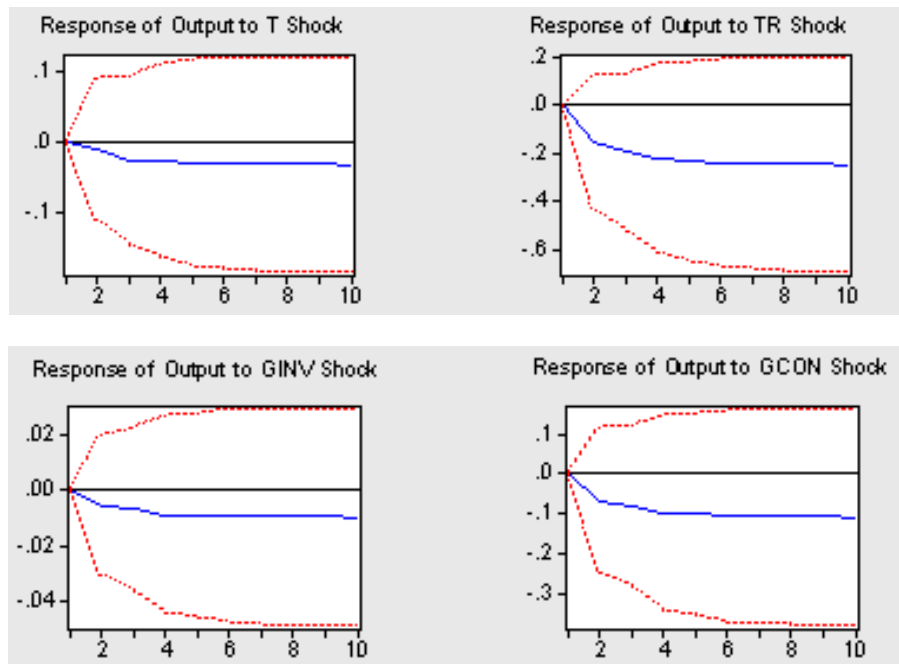 Response of Output to T Shock
.1
.0
-.1
2 4 6 8 10
Response of Output to TR Shock
.2
.0
-.2
-.4
-.6
2 4 6 8 10
Response of Output to GINV Shock
.02
.00
-.02
-.04
2 4 6 8 10
Response of Output to GCON Shock
.1
.0
-.1
-.2
-.3
2 4 6 8 10